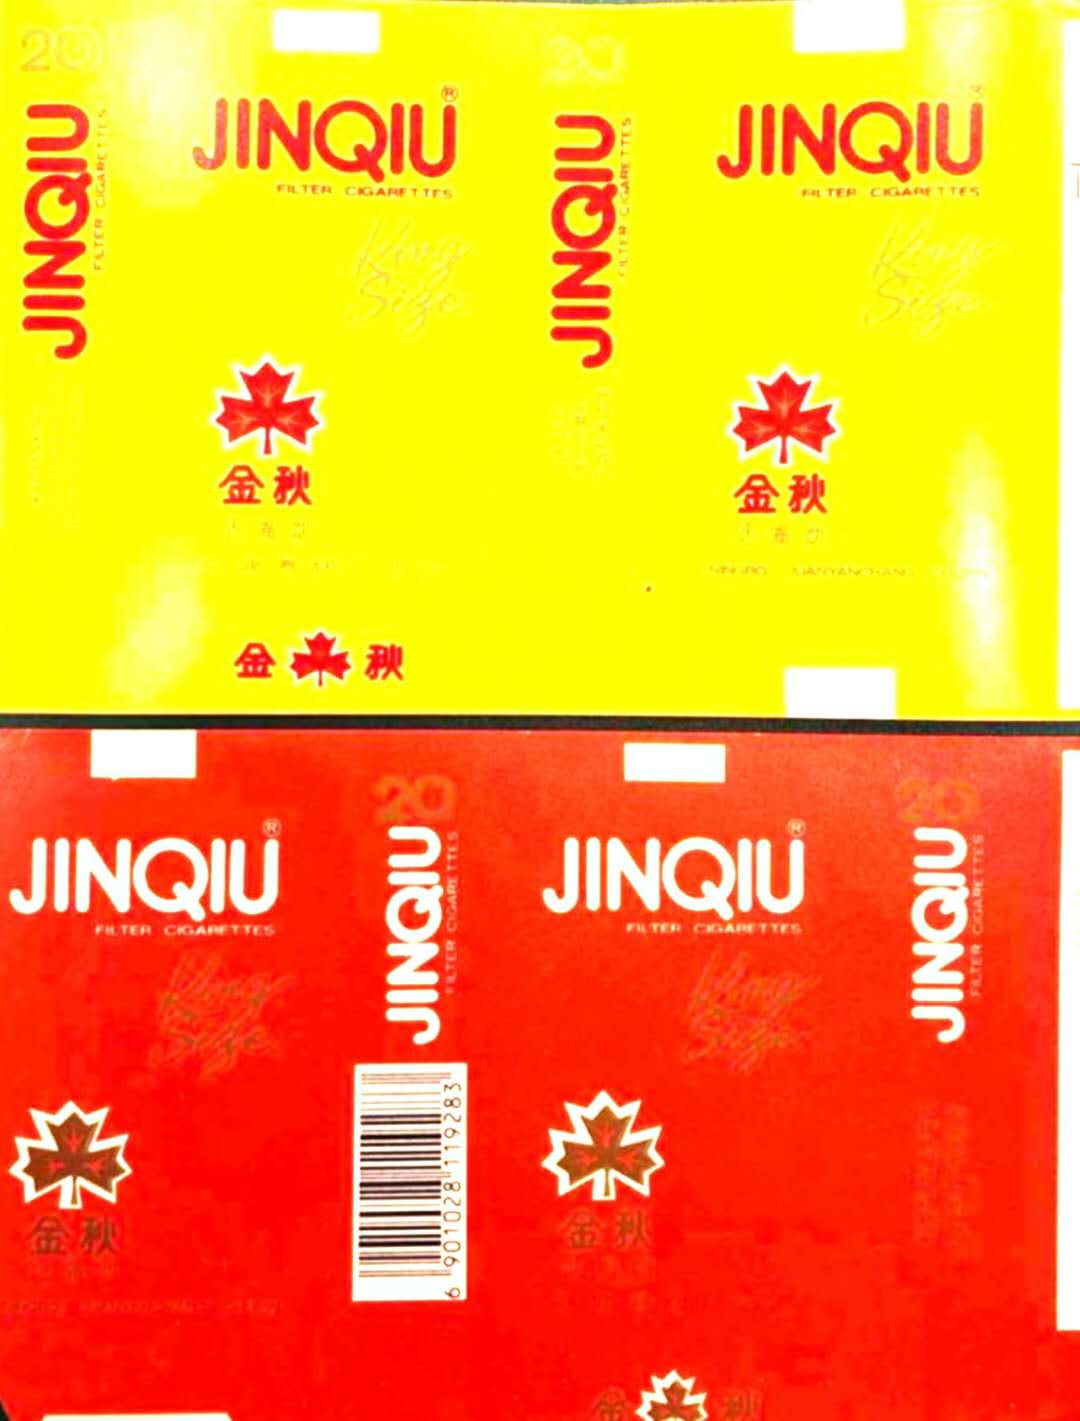 20
JINQIU
FILTER CIGARETTES
JINQIU®
FILTER CIGARETTES
King
Size
金秋
金 秋
20
JINQIU
FILTER CIGARETTES
JINQIU®
FILTER CIGARETTES
King
Size
金秋
JINQIU®
FILTER CIGARETTES
King
Size
金秋
20
JINQIU
FILTER CIGARETTES
6 901028 119283
JINQIU®
FILTER CIGARETTES
King
Size
金秋
金 秋
20
JINQIU
FILTER CIGARETTES